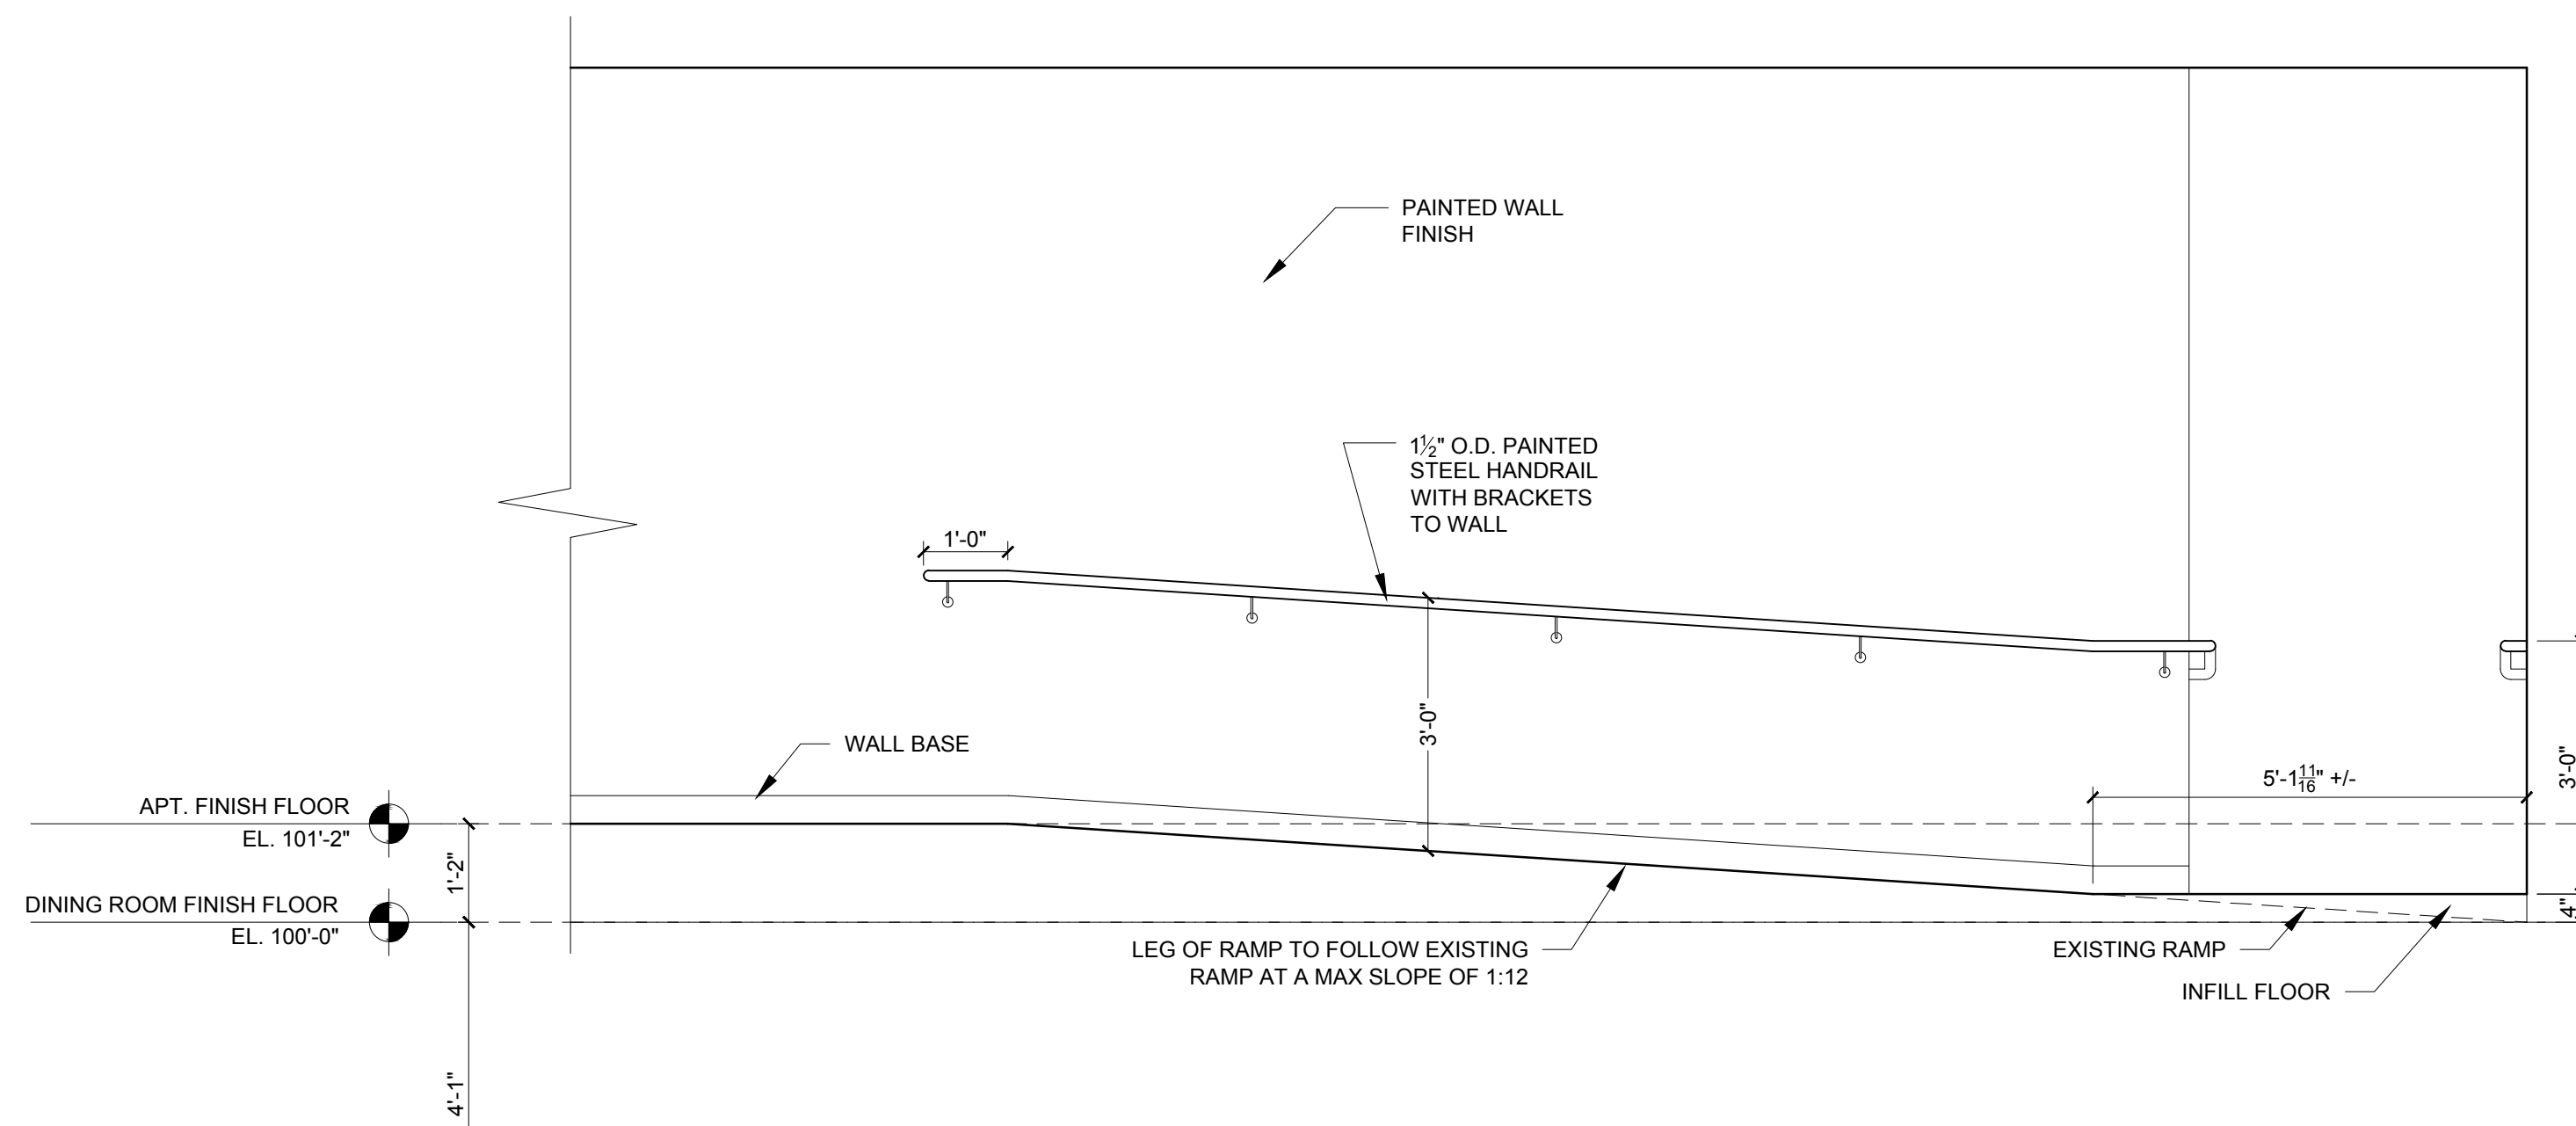 PAINTED WALL
FINISH
1½" O.D. PAINTED
STEEL HANDRAIL
WITH BRACKETS
TO WALL
1'-0"
3'-0"
WALL BASE
5'-1 11/16" +/-
3'-0"
APT. FINISH FLOOR
EL. 101'-2"
1'-2"
DINING ROOM FINISH FLOOR
EL. 100'-0"
4"
LEG OF RAMP TO FOLLOW EXISTING
RAMP AT A MAX SLOPE OF 1:12
EXISTING RAMP
INFILL FLOOR
4'-1"